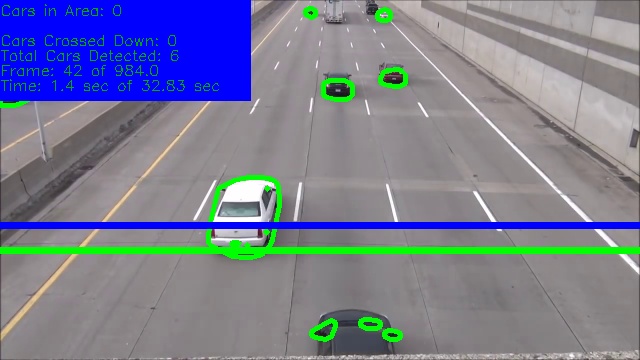 Cars in Area: 0
Cars Crossed Down: 0
Total Cars Detected: 6
Frame: 42 of 984.0
Time: 1.4 sec of 32.83 sec